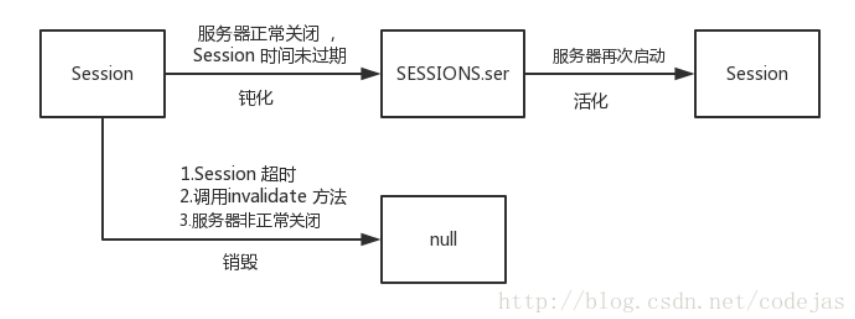 服务器正常关闭 ,
Session 时间未过期
Session
钝化
SESSIONS.ser
服务器再次启动
活化
Session
1.Session 超时
2.调用invalidate 方法
3.服务器非正常关闭
销毁
null
http://blog.csdn.net/codejas